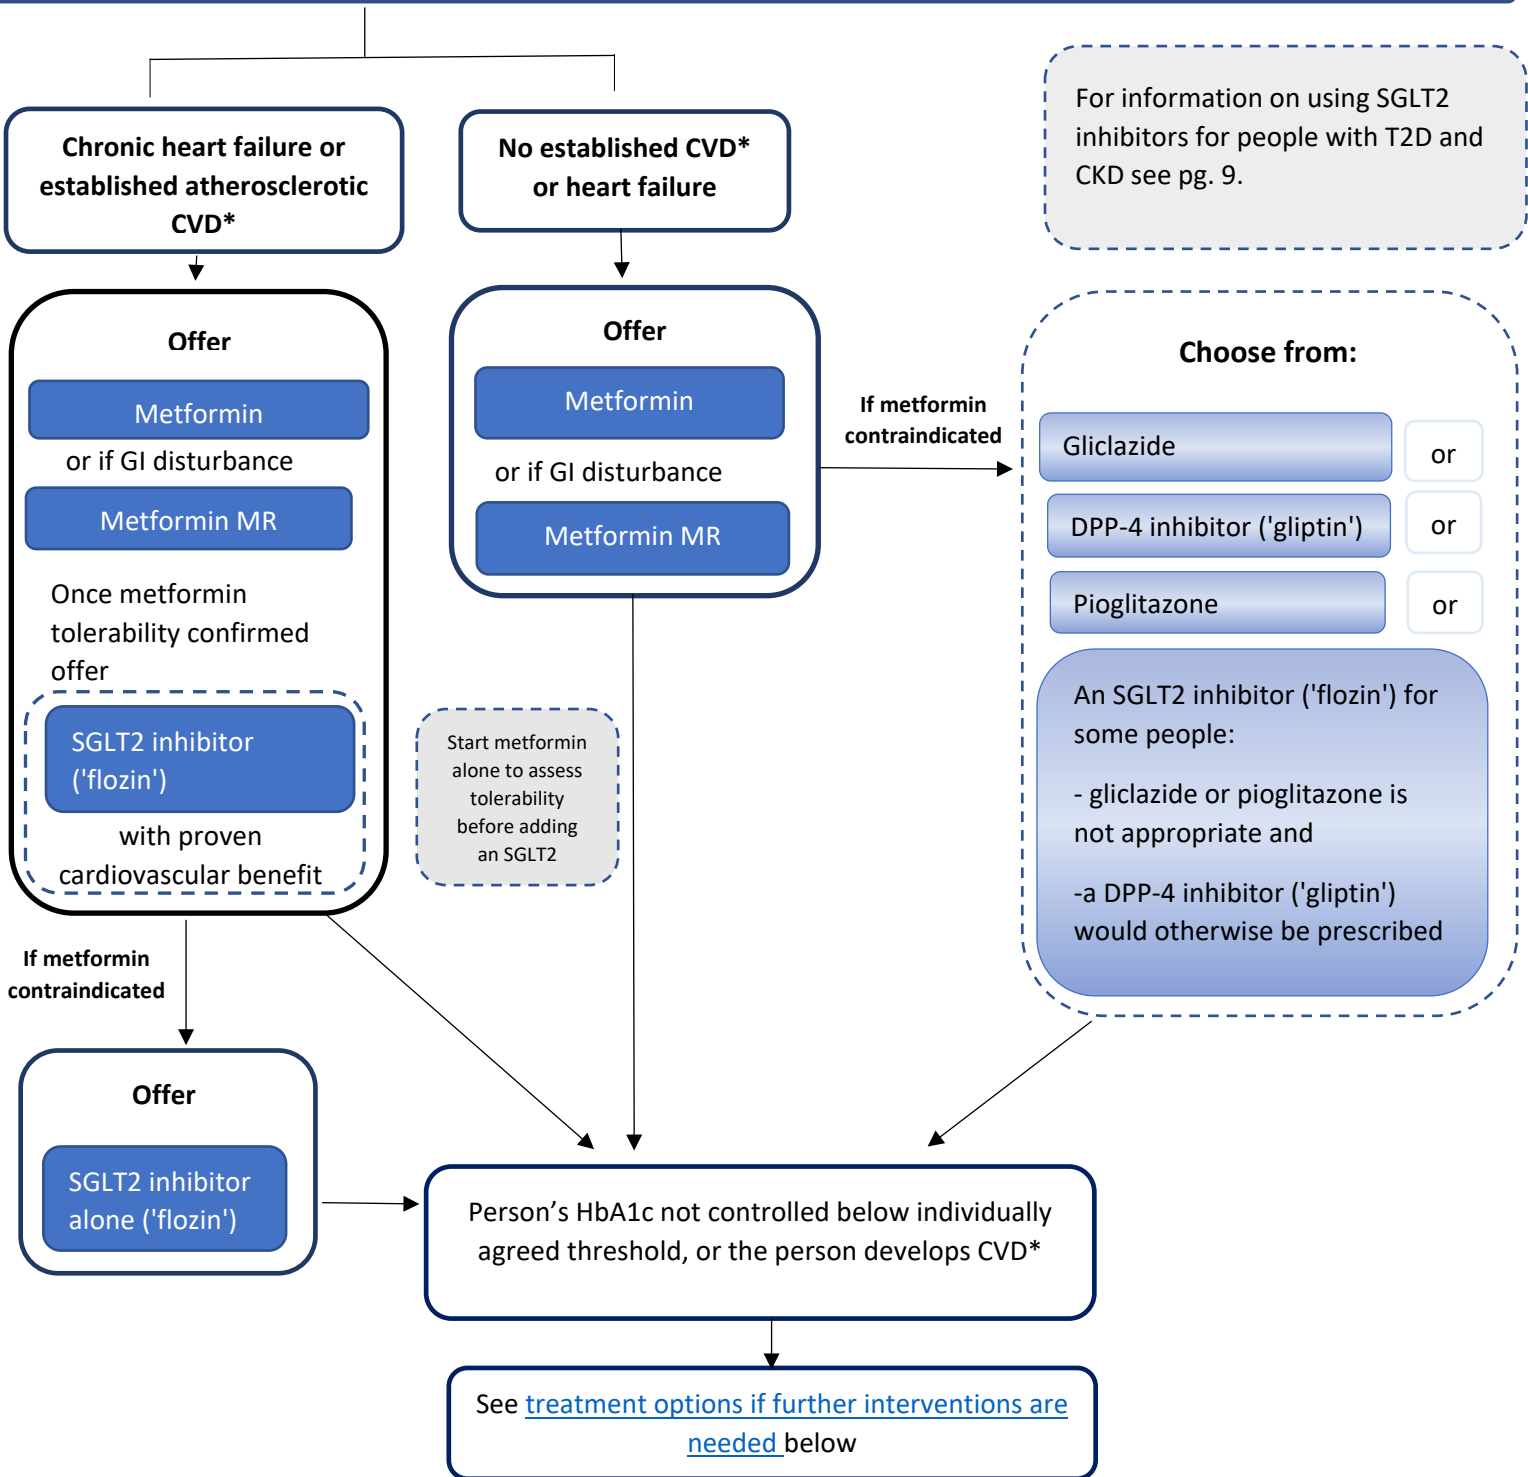 Chronic heart failure or
established atherosclerotic
CVD*
No established CVD*
or heart failure
For information on using SGLT2
inhibitors for people with T2D and
CKD see pg. 9.
Offer
Metformin
or if GI disturbance
Metformin MR
Once metformin
tolerability confirmed
offer
SGLT2 inhibitor
('flozin')
with proven
cardiovascular benefit
Offer
Metformin
or if GI disturbance
Metformin MR
If metformin
contraindicated
Choose from:
Gliclazide
or
DPP-4 inhibitor ('gliptin')
or
Pioglitazone
or
An SGLT2 inhibitor ('flozin') for
some people:
- gliclazide or pioglitazone is
not appropriate and
-a DPP-4 inhibitor ('gliptin')
would otherwise be prescribed
Start metformin
alone to assess
tolerability
before adding
an SGLT2
If metformin
contraindicated
Offer
SGLT2 inhibitor
alone ('flozin')
Person’s HbA1c not controlled below individually
agreed threshold, or the person develops CVD*
See treatment options if further interventions are
needed below